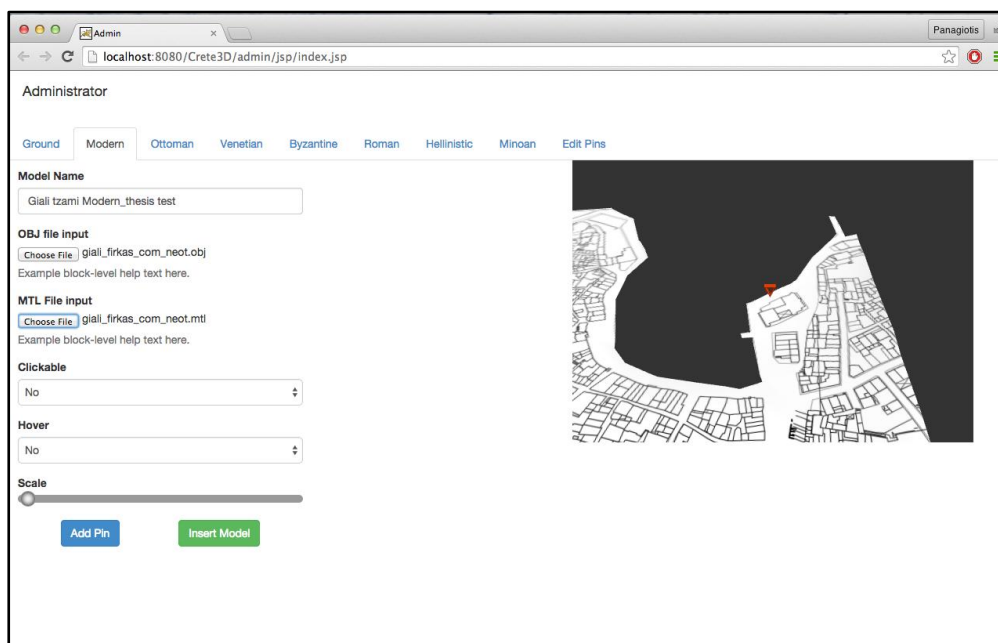 Admin
Panagiotis
localhost:8080/Crete3D/admin/jsp/index.jsp
Administrator
Ground Modern Ottoman Venetian Byzantine Roman Hellinistic Minoan Edit Pins
Model Name
Giali tzami Modern_thesis test
OBJ file input
Choose File giali_firkas_com_neot.obj
Example block-level help text here.
MTL File input
Choose File giali_firkas_com_neot.mtl
Example block-level help text here.
Clickable
No
Hover
No
Scale
Add Pin Insert Model